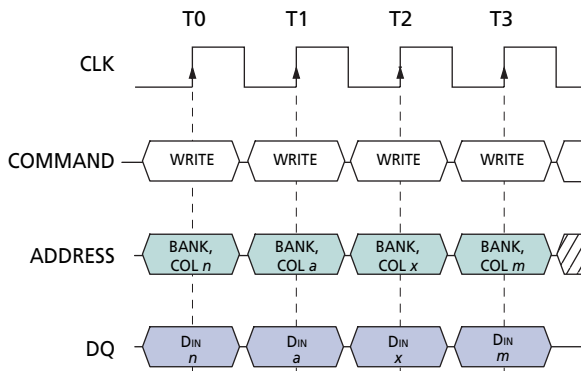 T0 T1 T2 T3
CLK
COMMAND WRITE WRITE WRITE WRITE
ADDRESS BANK, COL n BANK, COL a BANK, COL x BANK, COL m
DQ DIN n DIN a DIN x DIN m